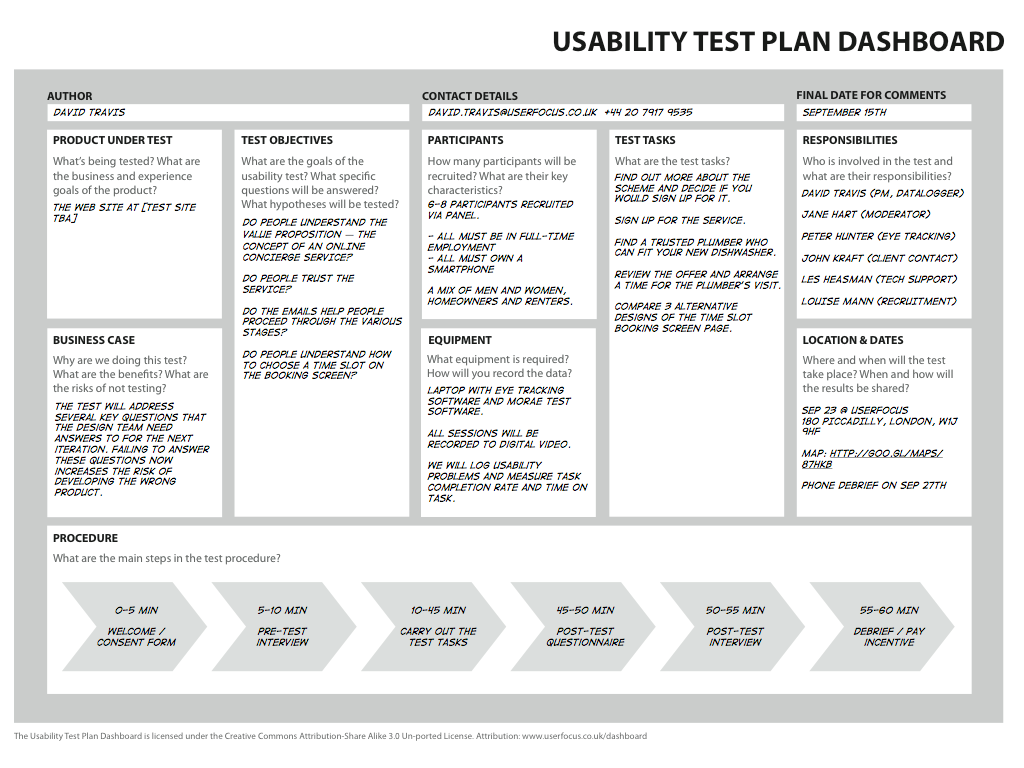 USABILITY TEST PLAN DASHBOARD
AUTHOR
DAVID TRAVIS
CONTACT DETAILS
DAVID.TRAVIS@USERFOCUS.CO.UK +44 20 7917 9535
FINAL DATE FOR COMMENTS
SEPTEMBER 15TH
PRODUCT UNDER TEST
What's being tested? What are
the business and experience
goals of the product?
THE WEB SITE AT [TEST SITE
TBA]
BUSINESS CASE
Why are we doing this test?
What are the benefits? What are
the risks of not testing?
THE TEST WILL ADDRESS
SEVERAL KEY QUESTIONS THAT
THE DESIGN TEAM NEED
ANSWERS TO FOR THE NEXT
ITERATION. FAILING TO ANSWER
THESE QUESTIONS NOW
INCREASES THE RISK OF
DEVELOPING THE WRONG
PRODUCT.
TEST OBJECTIVES
What are the goals of the
usability test? What specific
questions will be answered?
What hypotheses will be tested?
DO PEOPLE UNDERSTAND THE
VALUE PROPOSITION — THE
CONCEPT OF AN ONLINE
CONCIERGE SERVICE?
DO PEOPLE TRUST THE
SERVICE?
DO THE EMAILS HELP PEOPLE
PROCEED THROUGH THE VARIOUS
STAGES?
DO PEOPLE UNDERSTAND HOW
TO CHOOSE A TIME SLOT ON
THE BOOKING SCREEN?
PARTICIPANTS
How many participants will be
recruited? What are their key
characteristics?
6-8 PARTICIPANTS RECRUITED
VIA PANEL.
- ALL MUST BE IN FULL-TIME
EMPLOYMENT
- ALL MUST OWN A
SMARTPHONE
A MIX OF MEN AND WOMEN,
HOMEOWNERS AND RENTERS.
EQUIPMENT
What equipment is required?
How will you record the data?
LAPTOP WITH EYE TRACKING
SOFTWARE AND MORAE TEST
SOFTWARE.
ALL SESSIONS WILL BE
RECORDED TO DIGITAL VIDEO.
WE WILL LOG USABILITY
PROBLEMS AND MEASURE TASK
COMPLETION RATE AND TIME ON
TASK.
TEST TASKS
What are the test tasks?
FIND OUT MORE ABOUT THE
SCHEME AND DECIDE IF YOU
WOULD SIGN UP FOR IT.
SIGN UP FOR THE SERVICE.
FIND A TRUSTED PLUMBER WHO
CAN FIT YOUR NEW DISHWASHER.
REVIEW THE OFFER AND ARRANGE
A TIME FOR THE PLUMBER'S VISIT.
COMPARE 3 ALTERNATIVE
DESIGNS OF THE TIME SLOT
BOOKING SCREEN PAGE.
RESPONSIBILITIES
Who is involved in the test and
what are their responsibilities?
DAVID TRAVIS (PM, DATALOGGER)
JANE HART (MODERATOR)
PETER HUNTER (EYE TRACKING)
JOHN KRAFT (CLIENT CONTACT)
LES HEASMAN (TECH SUPPORT)
LOUISE MANN (RECRUITMENT)
LOCATION & DATES
Where and when will the test
take place? When and how will
the results be shared?
SEP 23 @ USERFOCUS
180 PICCADILLY, LONDON, W1J
9HF
MAP: HTTP://GOO.GL/MAPS/
87HKB
PHONE DEBRIEF ON SEP 27TH
PROCEDURE
What are the main steps in the test procedure?
0-5 MIN
WELCOME /
CONSENT FORM
5-10 MIN
PRE-TEST
INTERVIEW
10-45 MIN
CARRY OUT THE
TEST TASKS
45-50 MIN
POST-TEST
QUESTIONNAIRE
50-55 MIN
POST-TEST
INTERVIEW
55-60 MIN
DEBRIEF / PAY
INCENTIVE
The Usability Test Plan Dashboard is licensed under the Creative Commons Attribution-Share Alike 3.0 Un-ported License. Attribution: www.userfocus.co.uk/dashboard